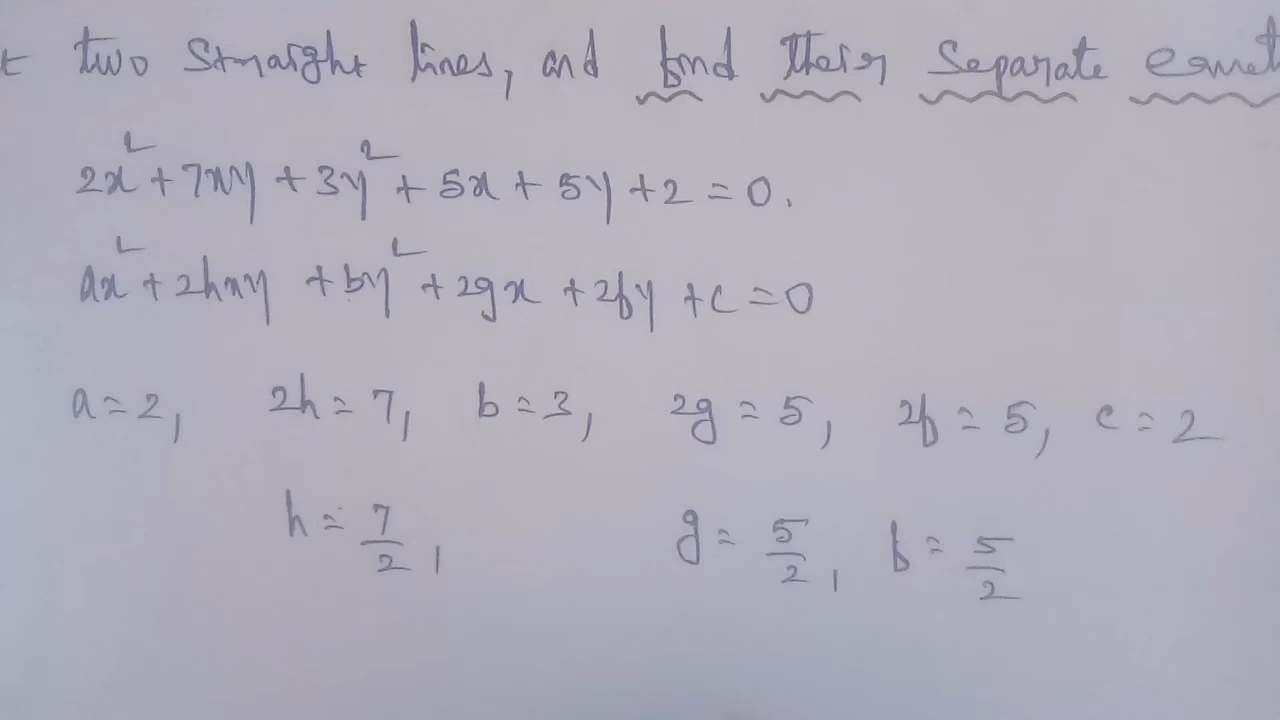 two straight lines, and find their separate
2x² + 7xy + 3y² + 5x + 5y + 2 = 0.
ax² + 2hxy + by² + 2gx + 2fy + c = 0
a = 2, 2h = 7, b = 3, 2g = 5, 2f = 5, c = 2
h = 7/2, g = 5/2, f = 5/2